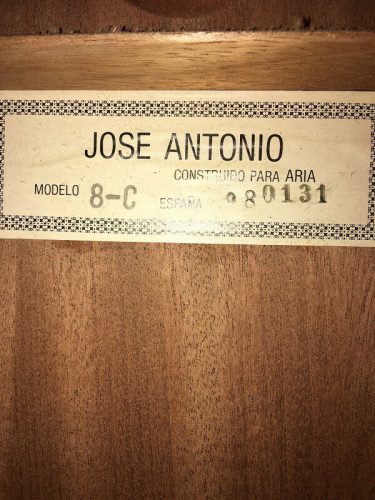 JOSE ANTONIO
CONSTRUIDO PARA ARIA
MODELO 8-C ESPAÑA 980131